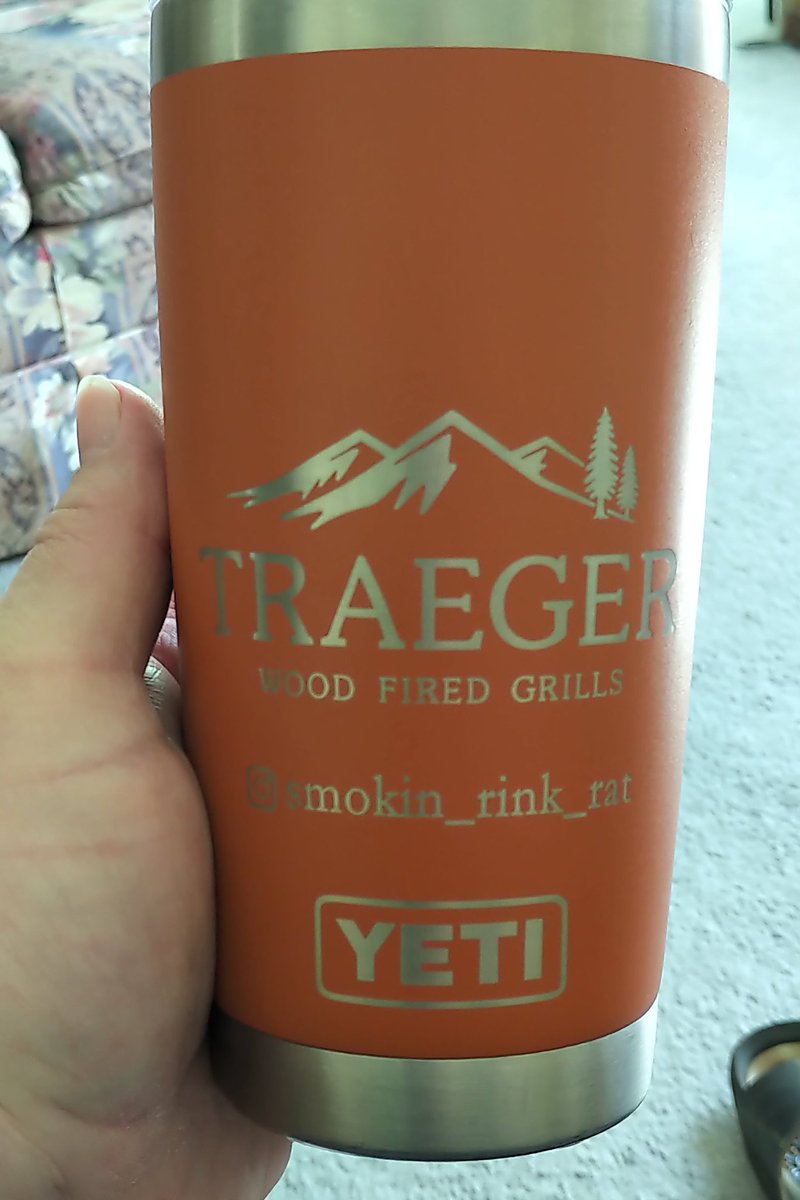 TRAEGER
WOOD FIRED GRILLS
smokin_rink_rat
YETI